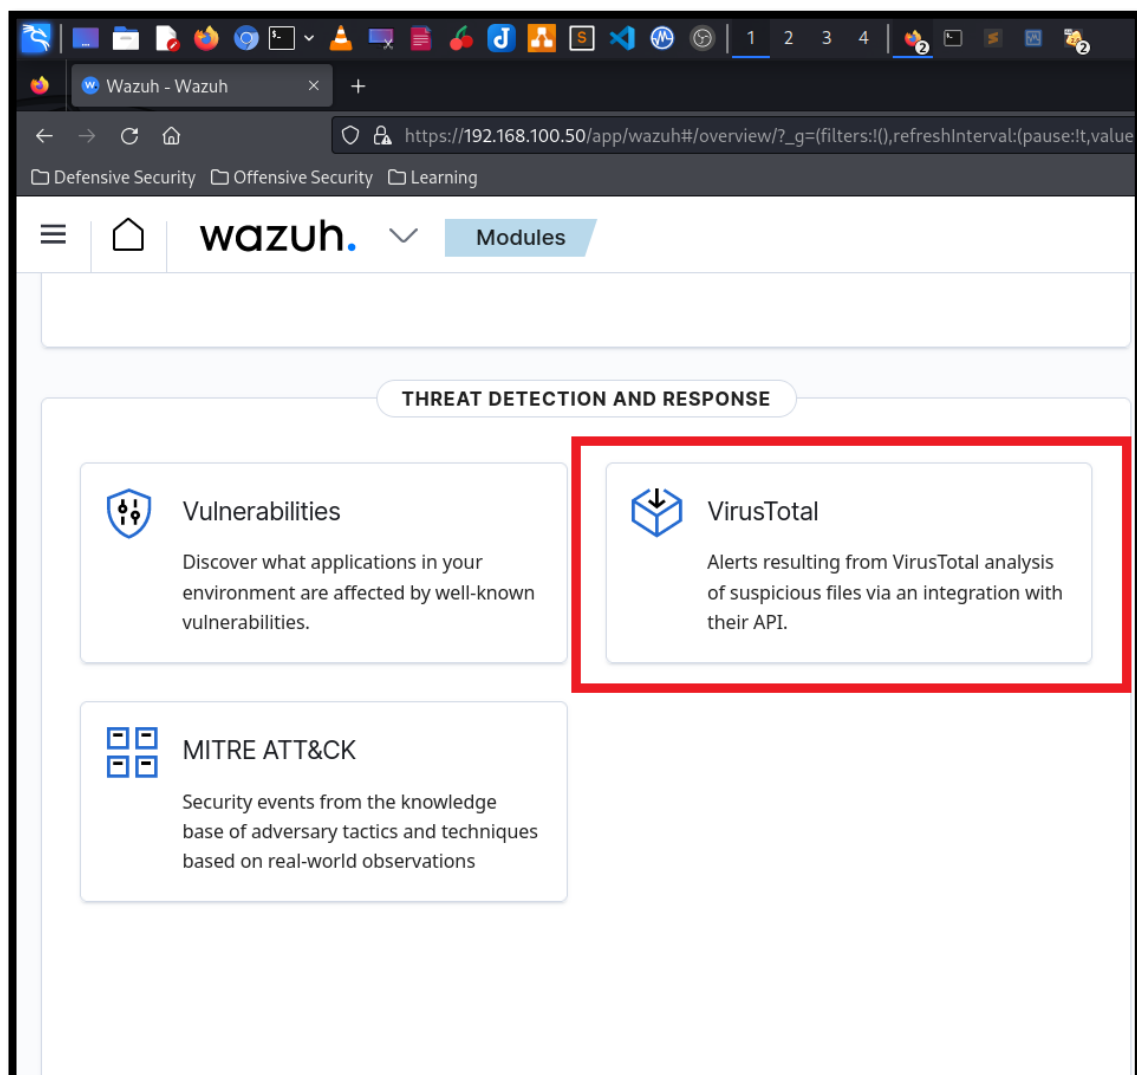 1 2 3 4 2 2
Wazuh - Wazuh
https://192.168.100.50/app/wazuh#/overview/?_g=(filters:!(),refreshInterval:(pause:!t,value
Defensive Security Offensive Security Learning
wazuh. Modules
THREAT DETECTION AND RESPONSE
Vulnerabilities
Discover what applications in your
environment are affected by well-known
vulnerabilities.
VirusTotal
Alerts resulting from VirusTotal analysis
of suspicious files via an integration with
their API.
MITRE ATT&CK
Security events from the knowledge
base of adversary tactics and techniques
based on real-world observations